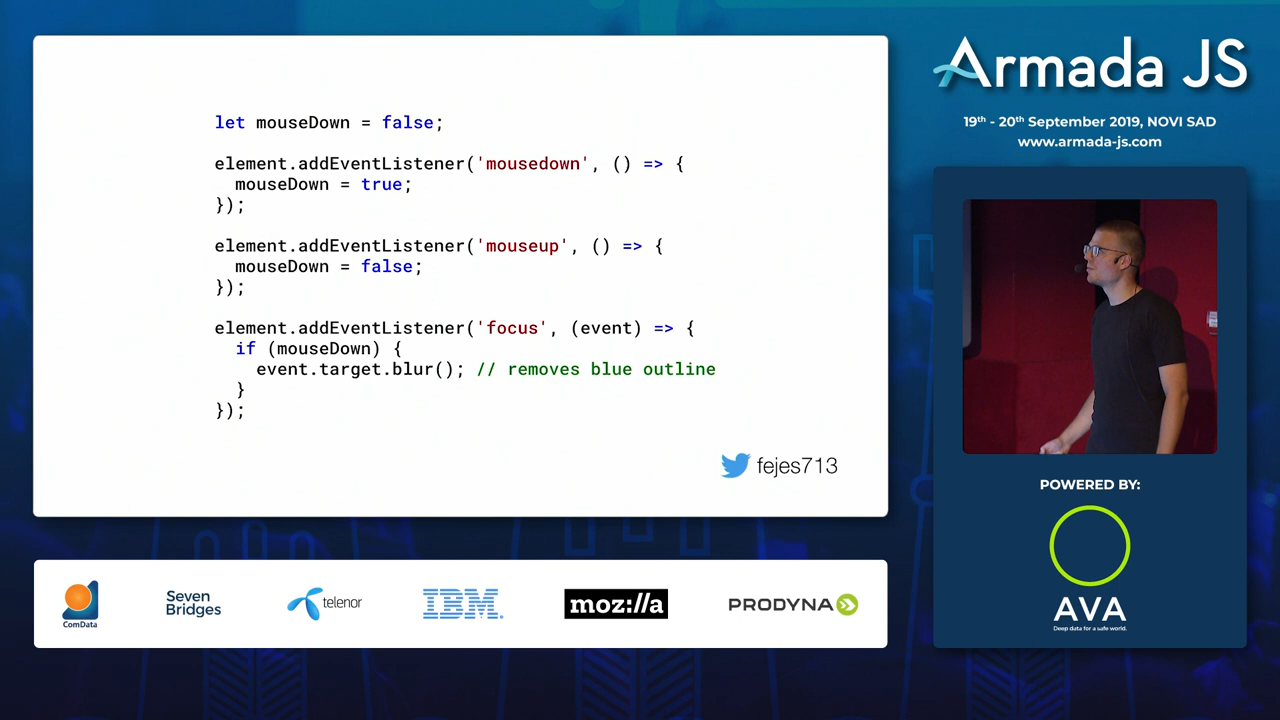 let mouseDown = false;
element.addEventListener('mousedown', () => {
  mouseDown = true;
});
element.addEventListener('mouseup', () => {
  mouseDown = false;
});
element.addEventListener('focus', (event) => {
  if (mouseDown) {
    event.target.blur(); // removes blue outline
  }
});
fejes713
Armada JS
19th - 20th September 2019, NOVI SAD
www.armada-js.com
POWERED BY:
AVA
Deep data for a safe world.
ComData
Seven
Bridges
telenor
IBM
moz://a
PRODYNA